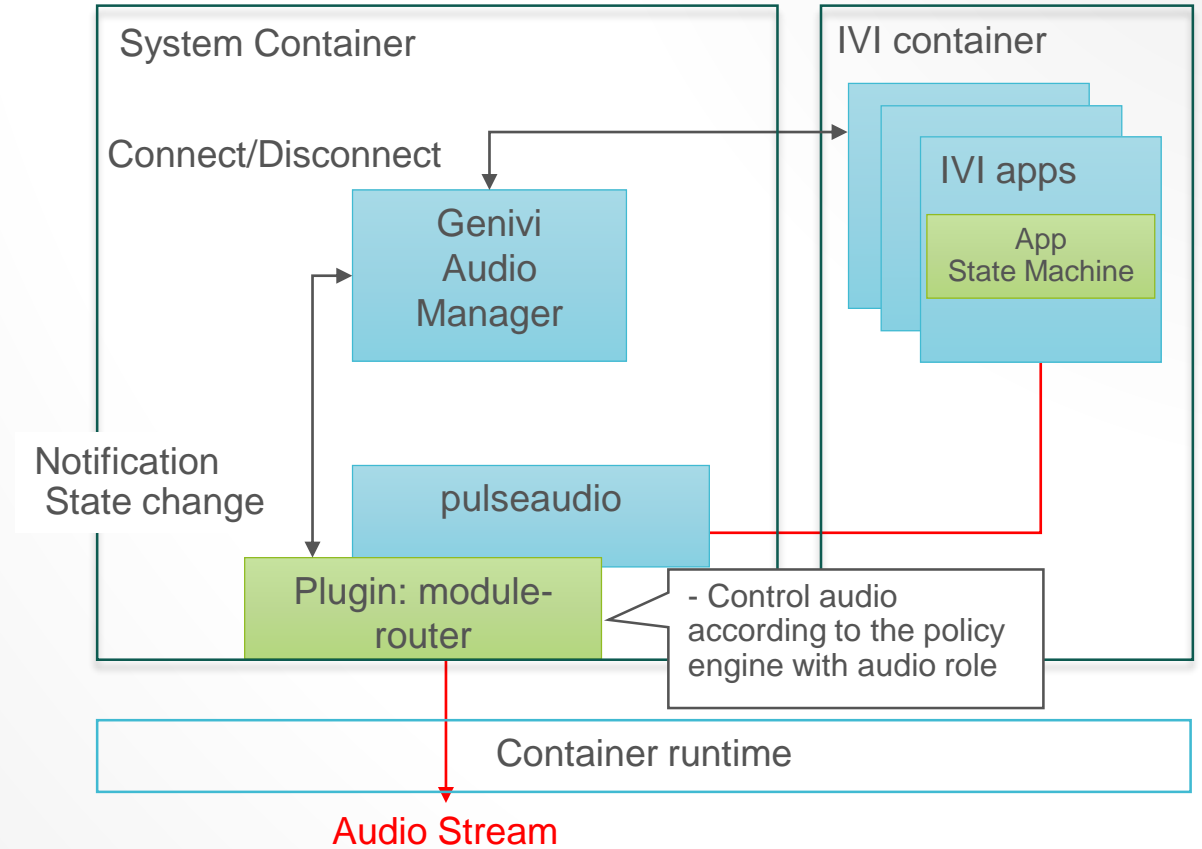 System Container
IVI container
Connect/Disconnect
IVI apps
App
State Machine
Genivi
Audio
Manager
Notification
State change
pulseaudio
Plugin: module-
router
- Control audio
according to the policy
engine with audio role
Container runtime
Audio Stream